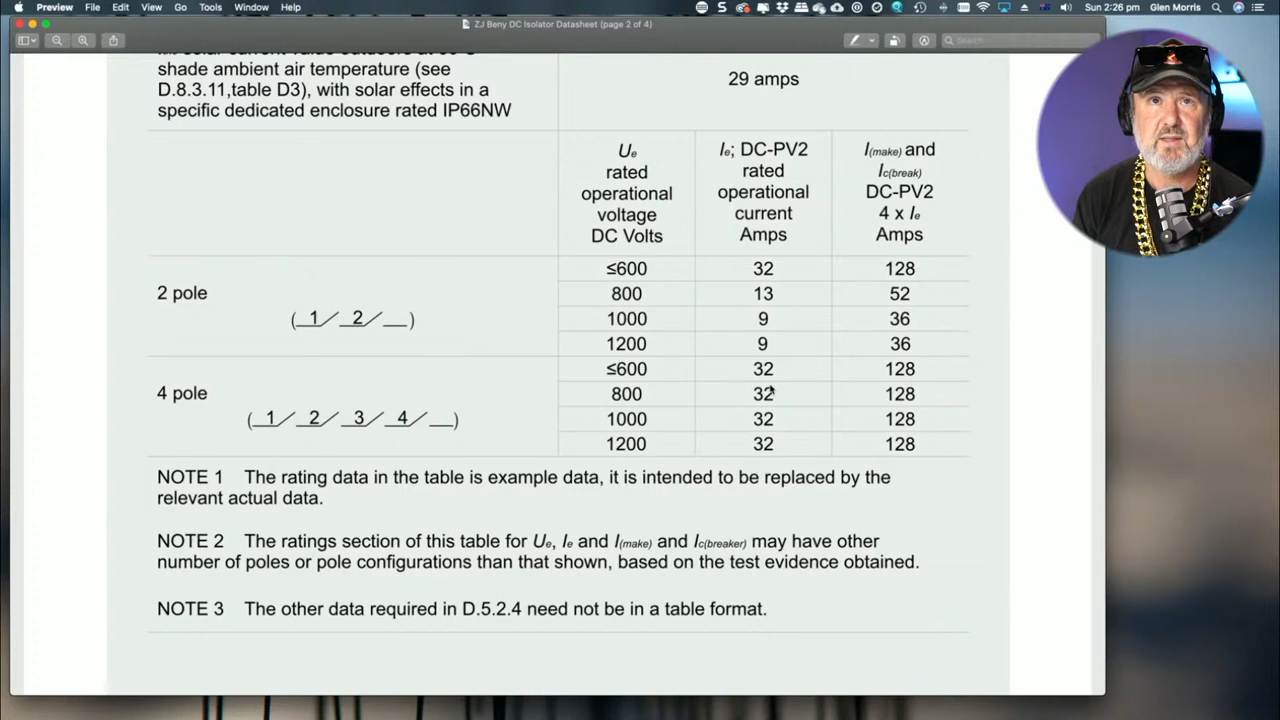 Preview File Edit View Go Tools Window Help Sun 2:26 pm Glen Morris
ZJ Beny DC Isolator Datasheet (page 2 of 4)
Search
shade ambient air temperature (see
D.8.3.11,table D3), with solar effects in a
specific dedicated enclosure rated IP66NW
29 amps
Ue
rated
operational
voltage
DC Volts
Ie; DC-PV2
rated
operational
current
Amps
I(make) and
Ic(break)
DC-PV2
4 x Ie
Amps
2 pole
(__1_/__2_/___)
≤600 32 128
800 13 52
1000 9 36
1200 9 36
4 pole
(__1_/__2_/__3_/__4_/___)
≤600 32 128
800 32 128
1000 32 128
1200 32 128
NOTE 1 The rating data in the table is example data, it is intended to be replaced by the
relevant actual data.
NOTE 2 The ratings section of this table for Ue, Ie and I(make) and Ic(breaker) may have other
number of poles or pole configurations than that shown, based on the test evidence obtained.
NOTE 3 The other data required in D.5.2.4 need not be in a table format.